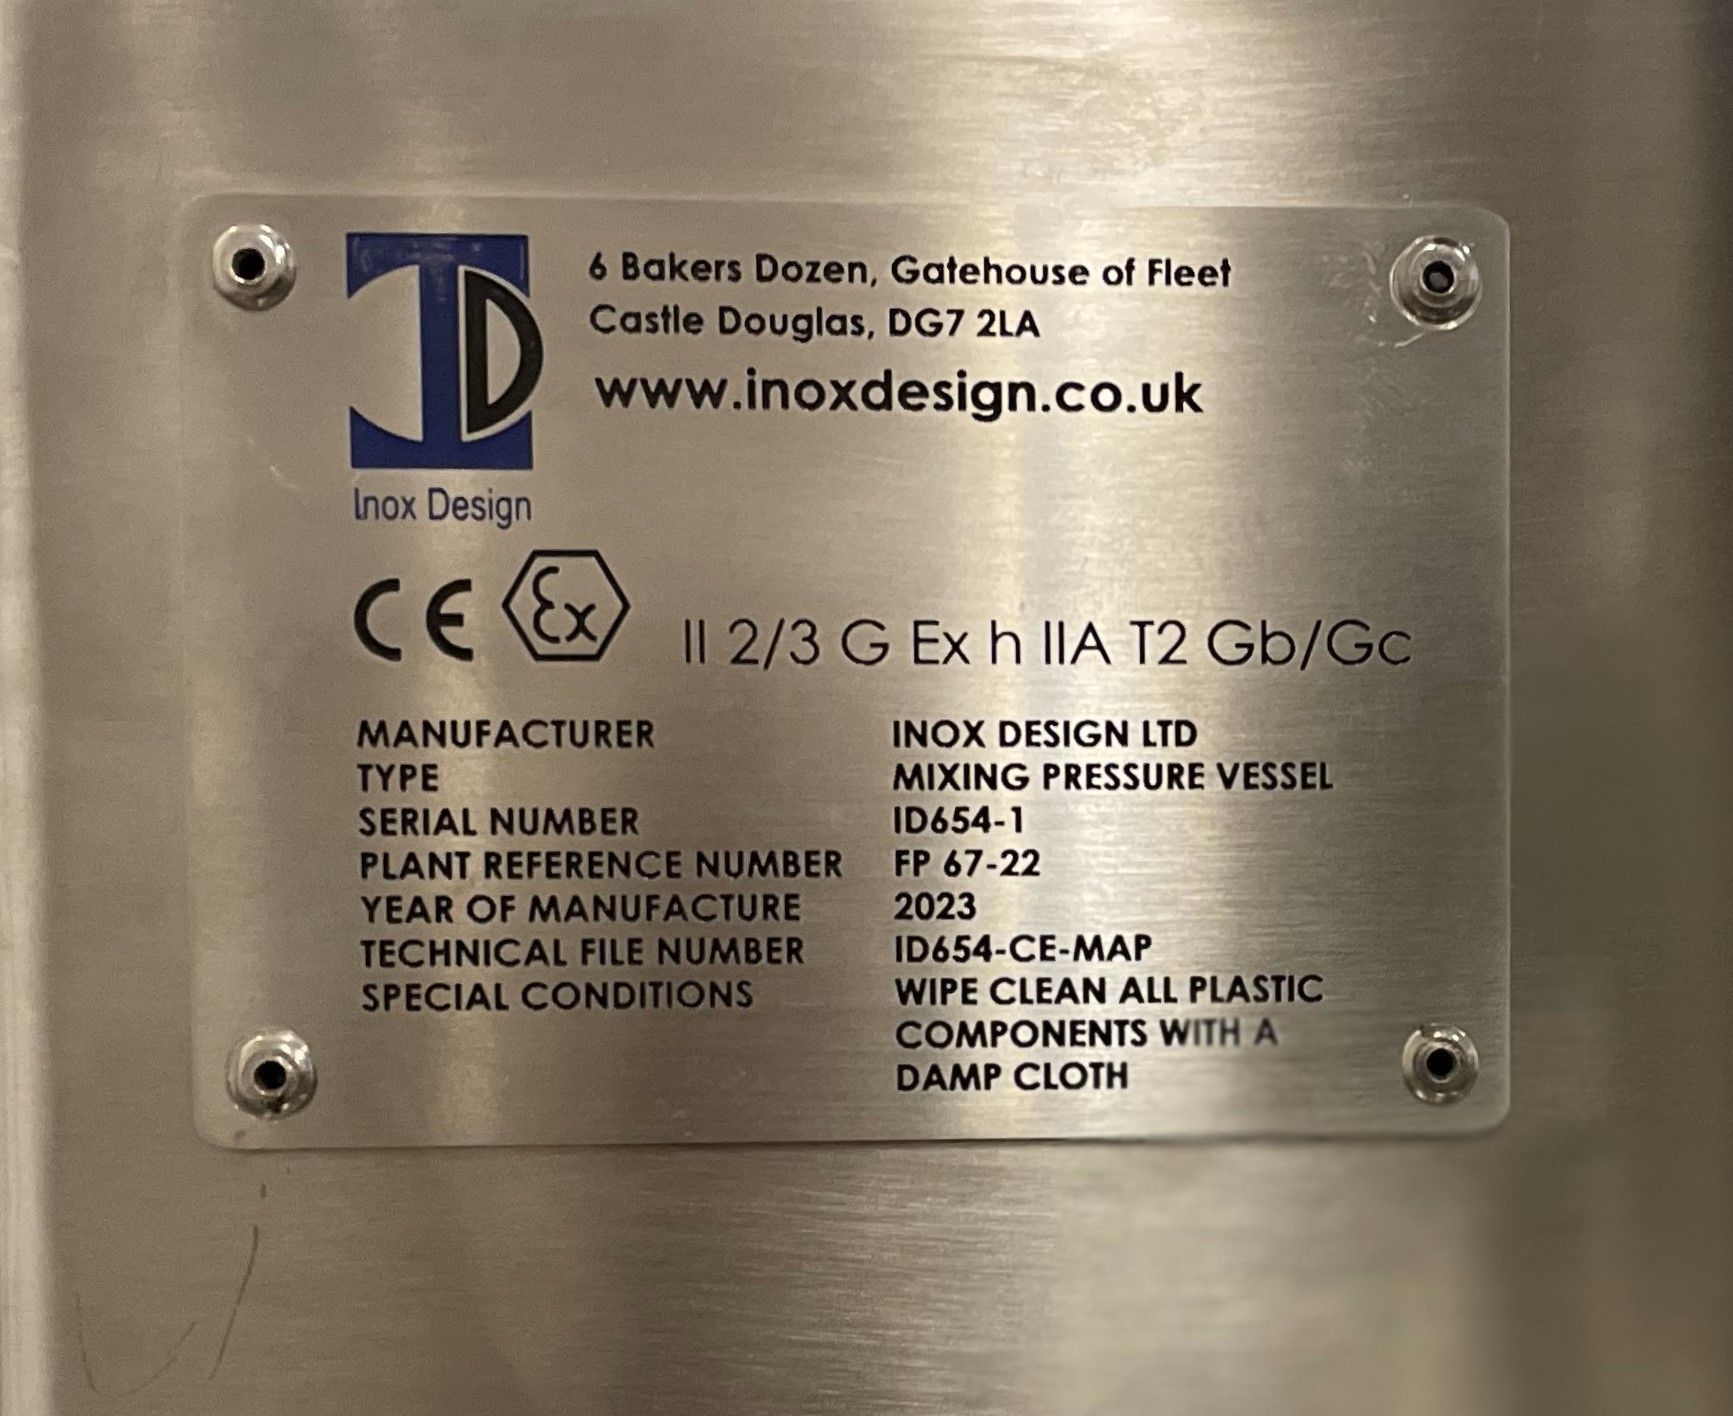 6 Bakers Dozen, Gatehouse of Fleet
Castle Douglas, DG7 2LA
www.inoxdesign.co.uk
ID
Inox Design
CE Ex II 2/3 G Ex h IIA T2 Gb/Gc
MANUFACTURER INOX DESIGN LTD
TYPE MIXING PRESSURE VESSEL
SERIAL NUMBER ID654-1
PLANT REFERENCE NUMBER FP 67-22
YEAR OF MANUFACTURE 2023
TECHNICAL FILE NUMBER ID654-CE-MAP
SPECIAL CONDITIONS WIPE CLEAN ALL PLASTIC
COMPONENTS WITH A
DAMP CLOTH